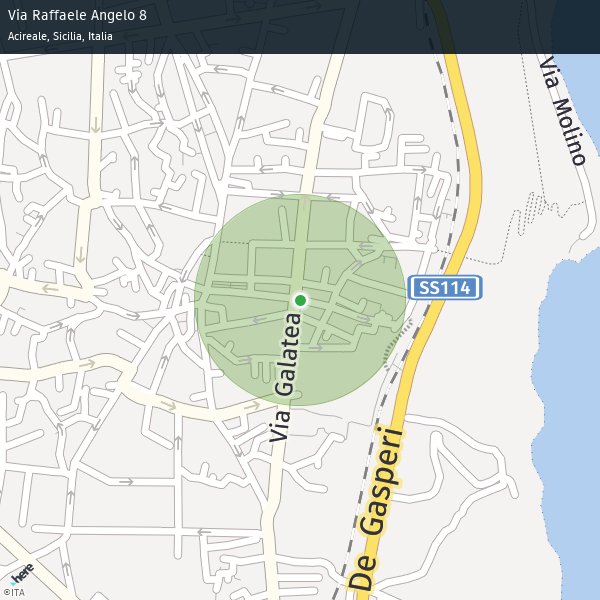 Via Raffaele Angelo 8
Acireale, Sicilia, Italia
Via Molino
SS114
Via Galatea
De Gasperi
here
©ITA